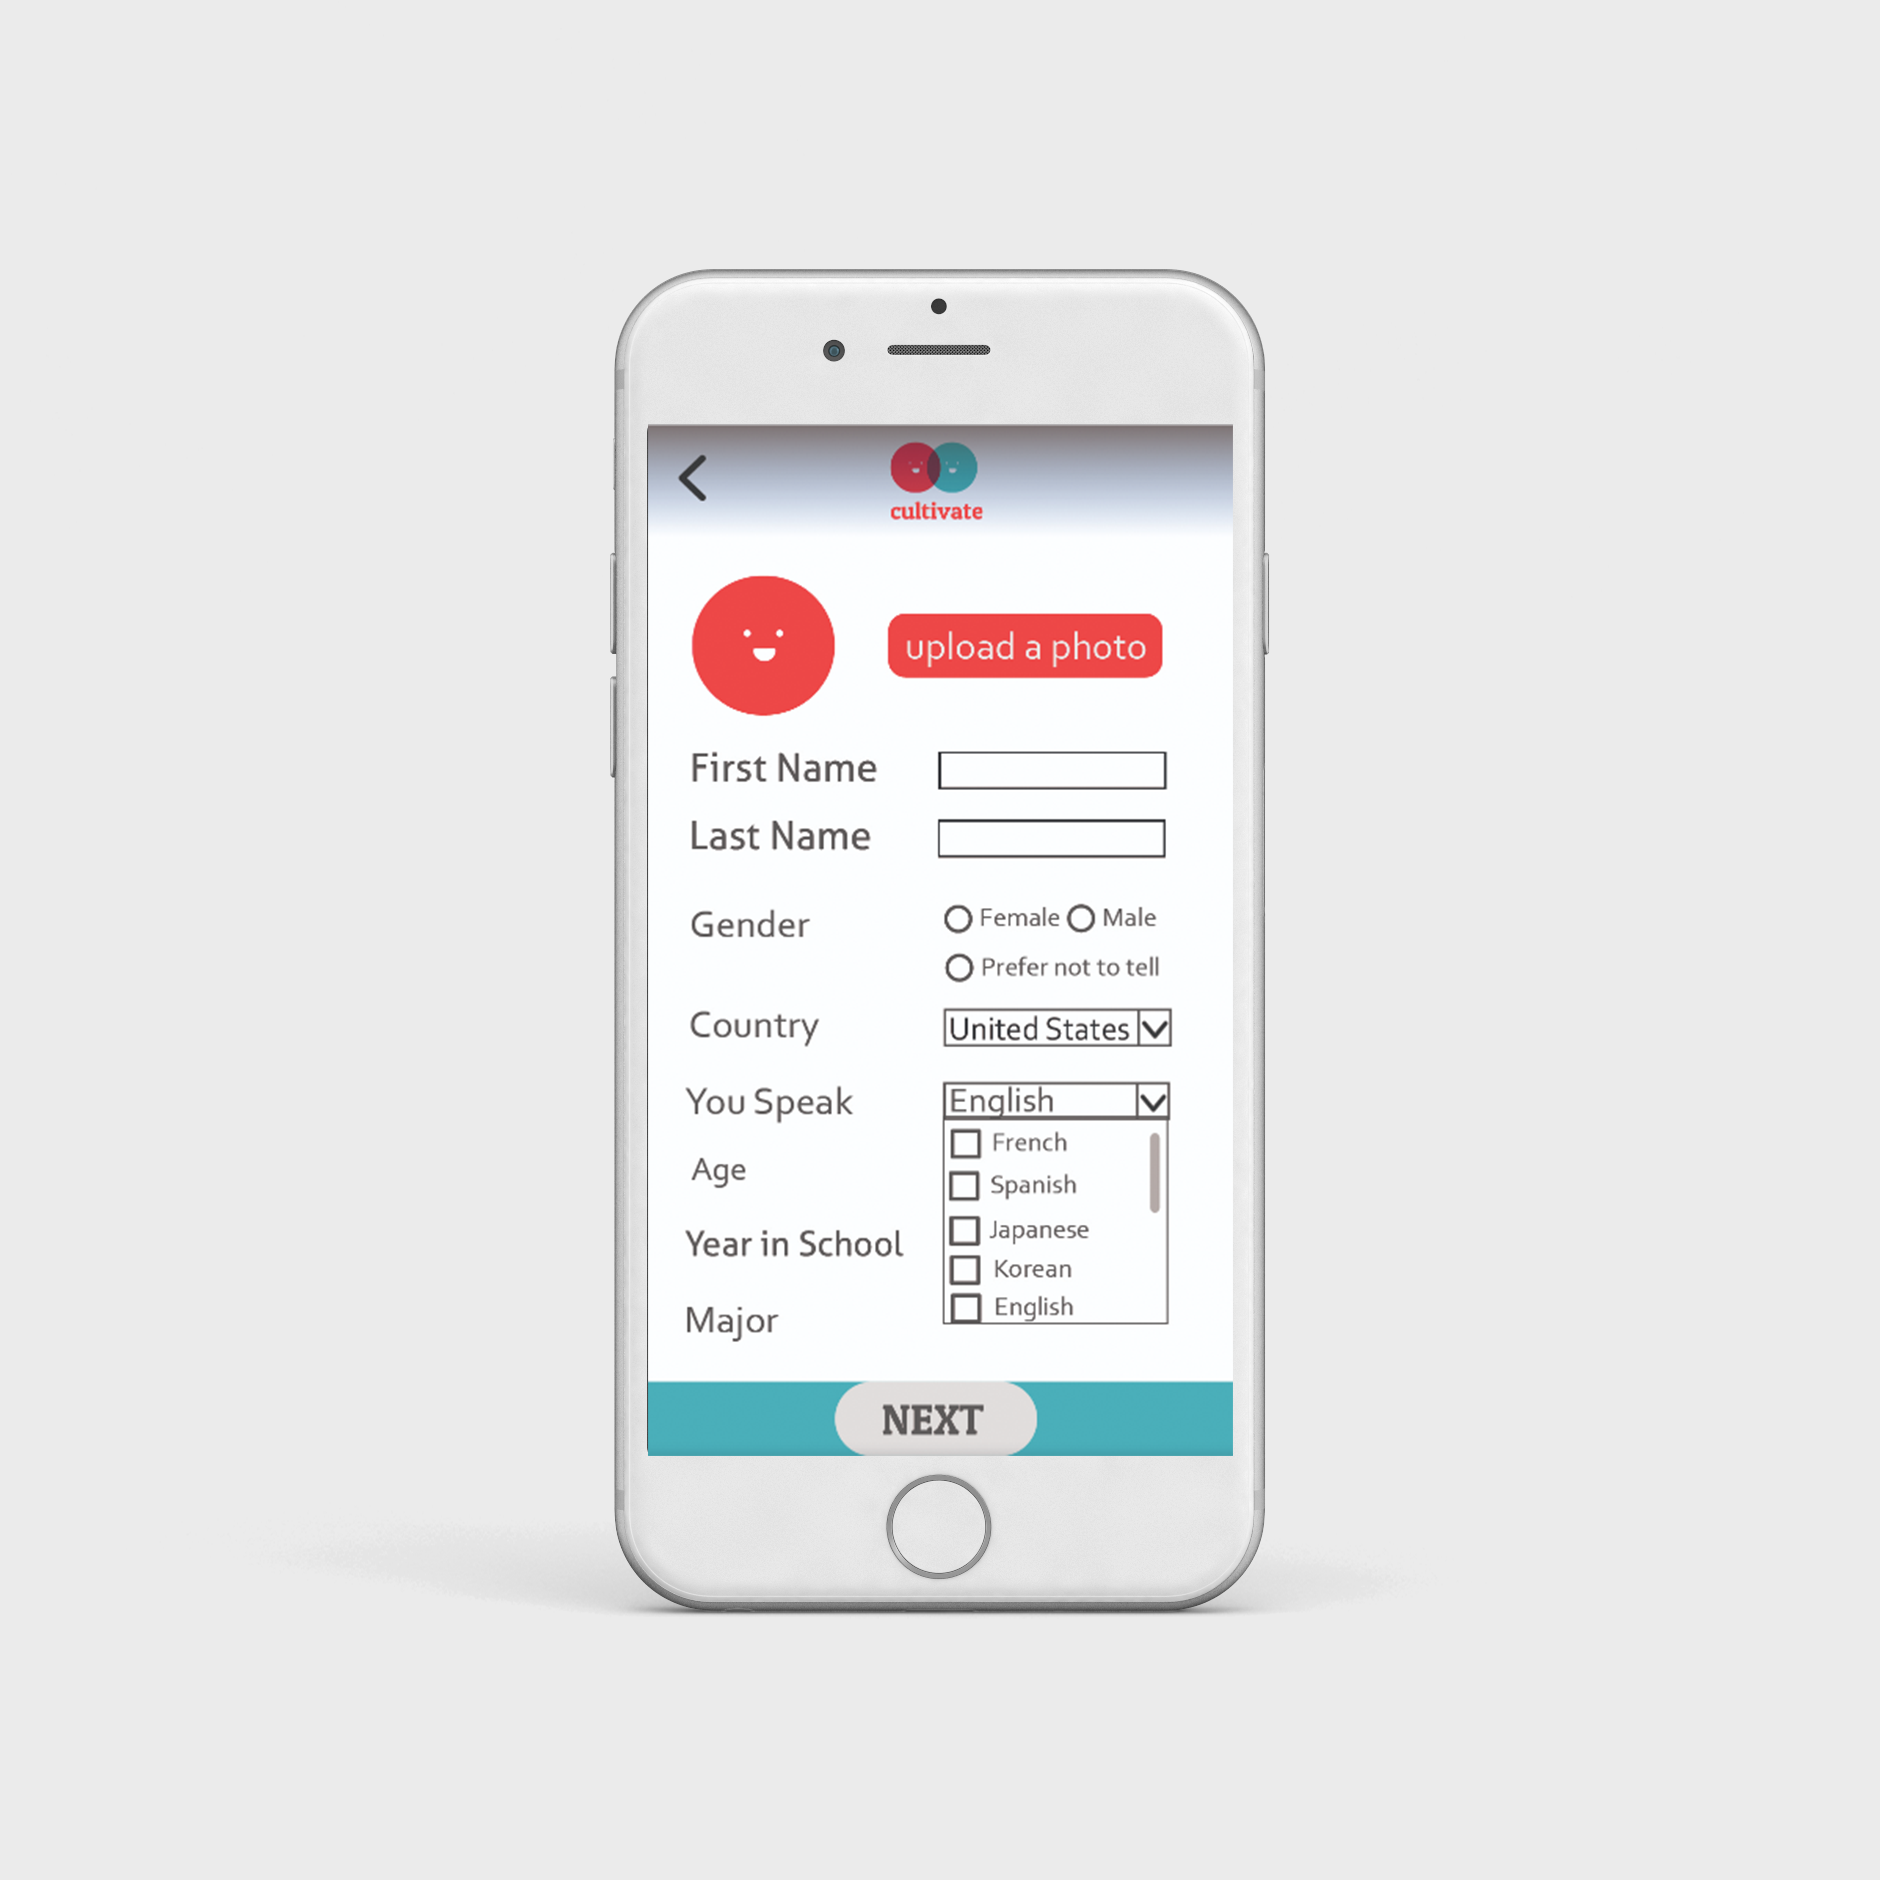 cultivate
upload a photo
First Name
Last Name
Gender
Female Male
Prefer not to tell
Country
United States
You Speak
English
French
Spanish
Japanese
Korean
English
Age
Year in School
Major
NEXT